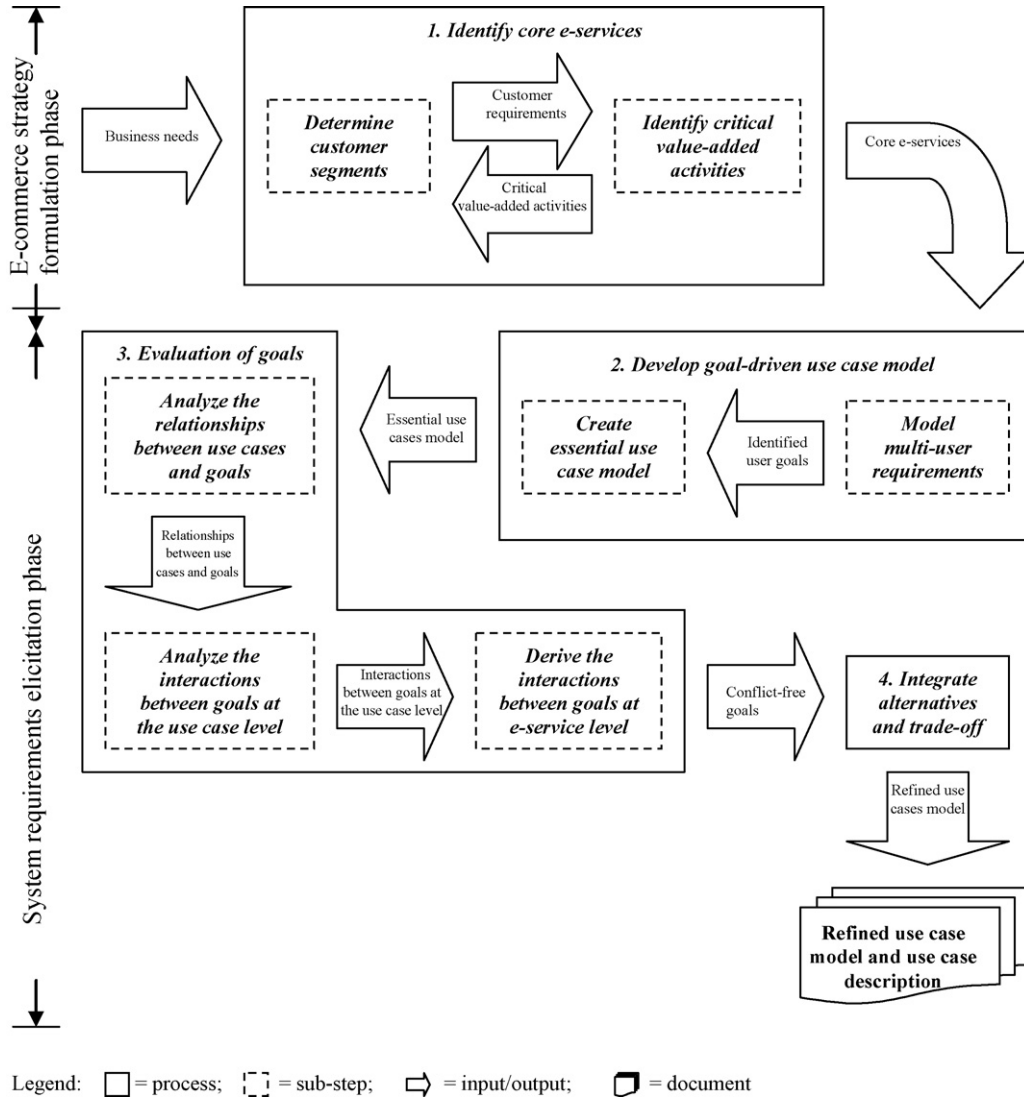 E-commerce strategy
formulation phase
1. Identify core e-services
Business needs
Determine
customer
segments
Customer
requirements
Critical
value-added activities
Identify critical
value-added
activities
Core e-services
System requirements elicitation phase
2. Develop goal-driven use case model
Model
multi-user
requirements
Identified
user goals
Create
essential use
case model
Essential use
cases model
3. Evaluation of goals
Analyze the
relationships
between use cases
and goals
Relationships
between use
cases and goals
Analyze the
interactions
between goals at
the use case level
Interactions
between goals at
the use case level
Derive the
interactions
between goals at
e-service level
Conflict-free
goals
4. Integrate
alternatives
and trade-off
Refined use
cases model
Refined use case
model and use case
description
Legend: = process; = sub-step; = input/output; = document